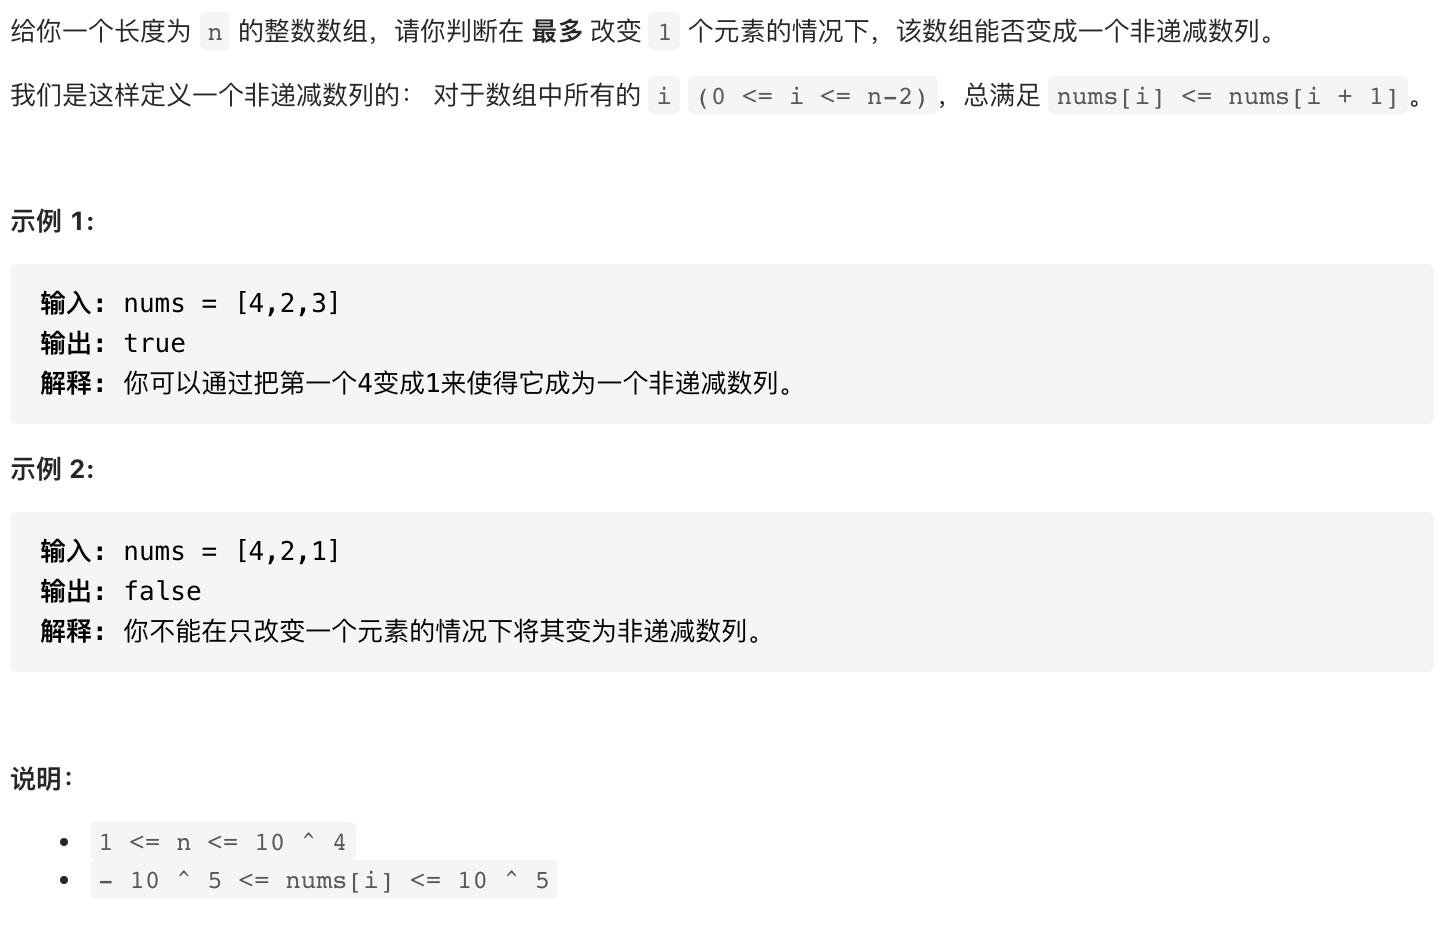 给你一个长度为 n 的整数数组，请你判断在 最多 改变 1 个元素的情况下，该数组能否变成一个非递减数列。
我们是这样定义一个非递减数列的： 对于数组中所有的 i (0 <= i <= n-2)，总满足 nums[i] <= nums[i + 1]。
示例 1:
输入: nums = [4,2,3]
输出: true
解释: 你可以通过把第一个4变成1来使得它成为一个非递减数列。
示例 2:
输入: nums = [4,2,1]
输出: false
解释: 你不能在只改变一个元素的情况下将其变为非递减数列。
说明：
• 1 <= n <= 10 ^ 4
• - 10 ^ 5 <= nums[i] <= 10 ^ 5